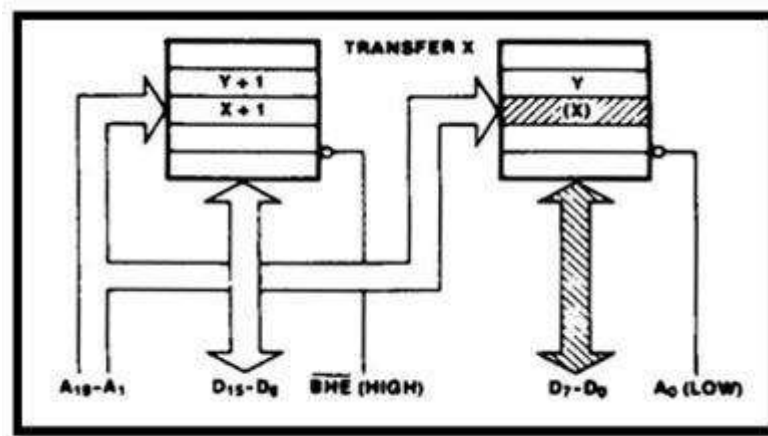 TRANSFER X
Y + 1
Y
X + 1
(X)
A19-A1
D15-D8
BHE (HIGH)
D7-D0
A0 (LOW)